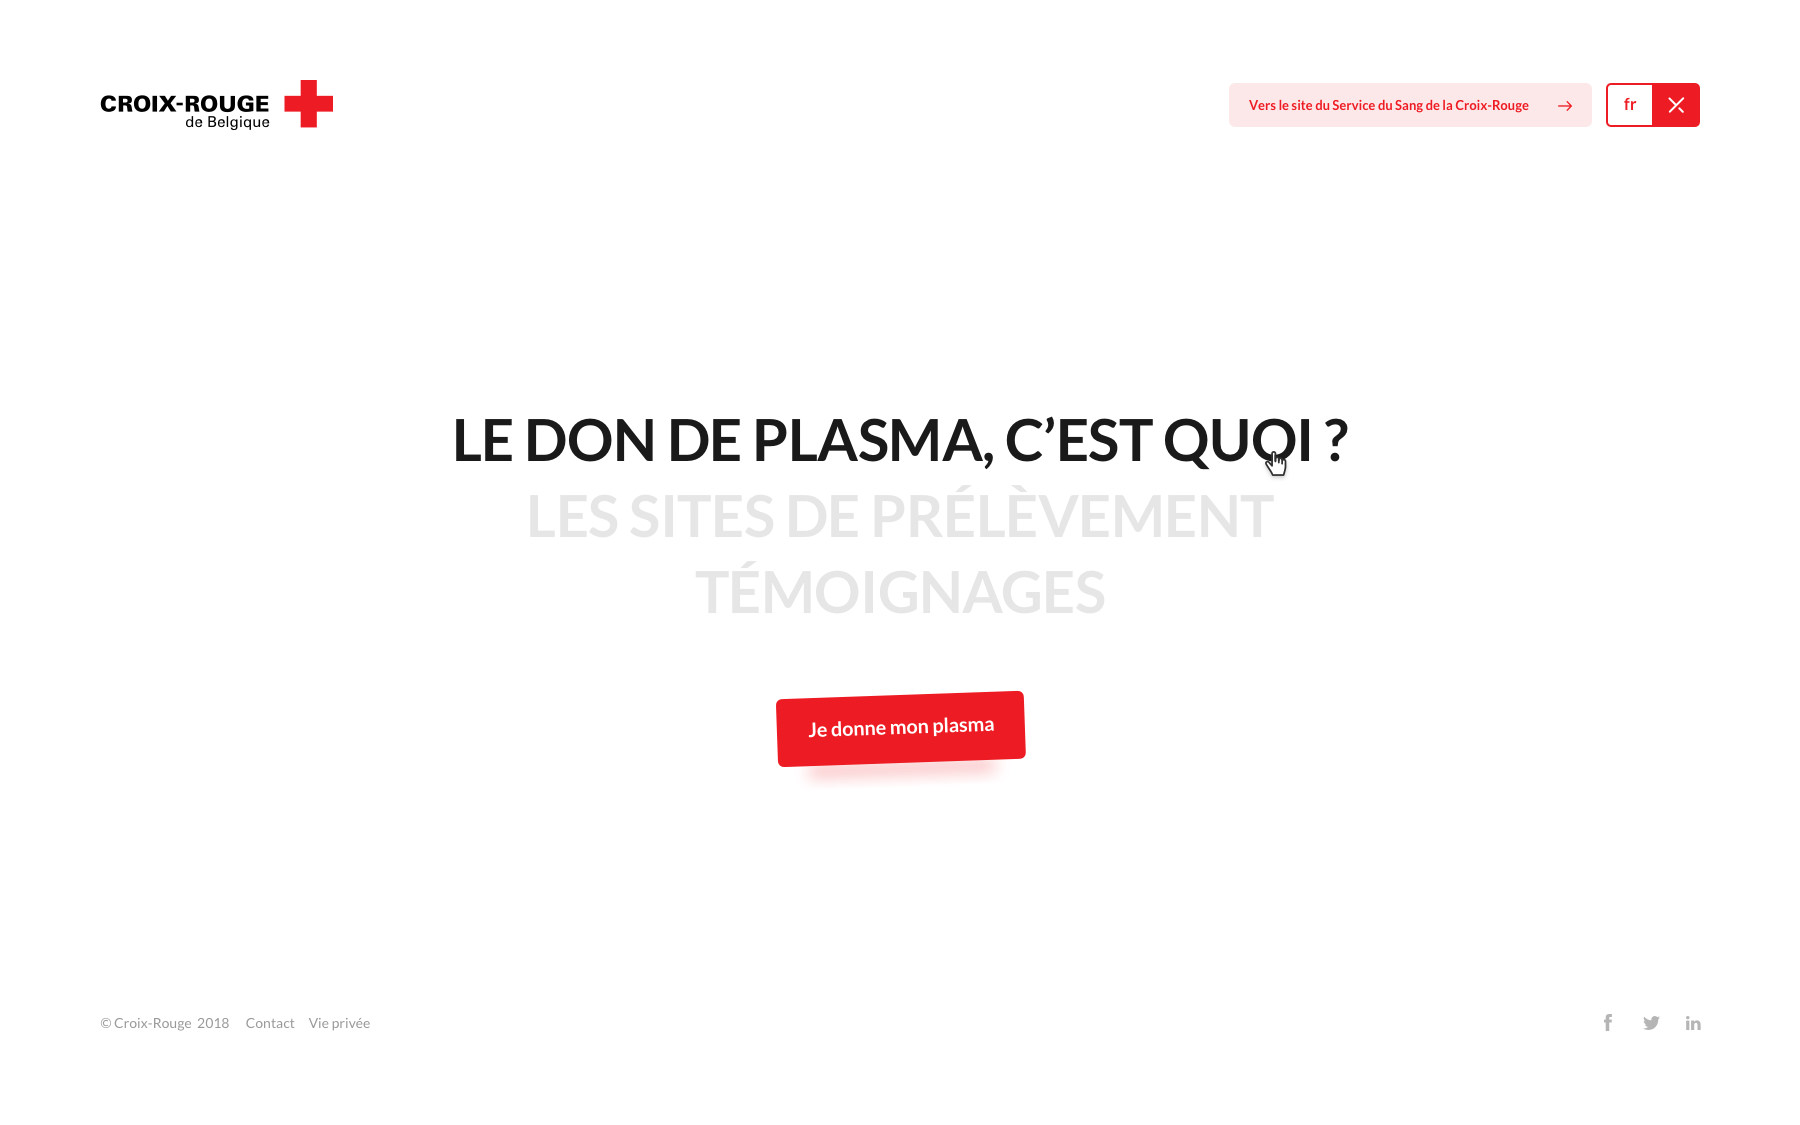 CROIX-ROUGE
de Belgique
Vers le site du Service du Sang de la Croix-Rouge
fr
LE DON DE PLASMA, C’EST QUOI ?
LES SITES DE PRÉLÈVEMENT
TÉMOIGNAGES
Je donne mon plasma
© Croix-Rouge 2018 Contact Vie privée